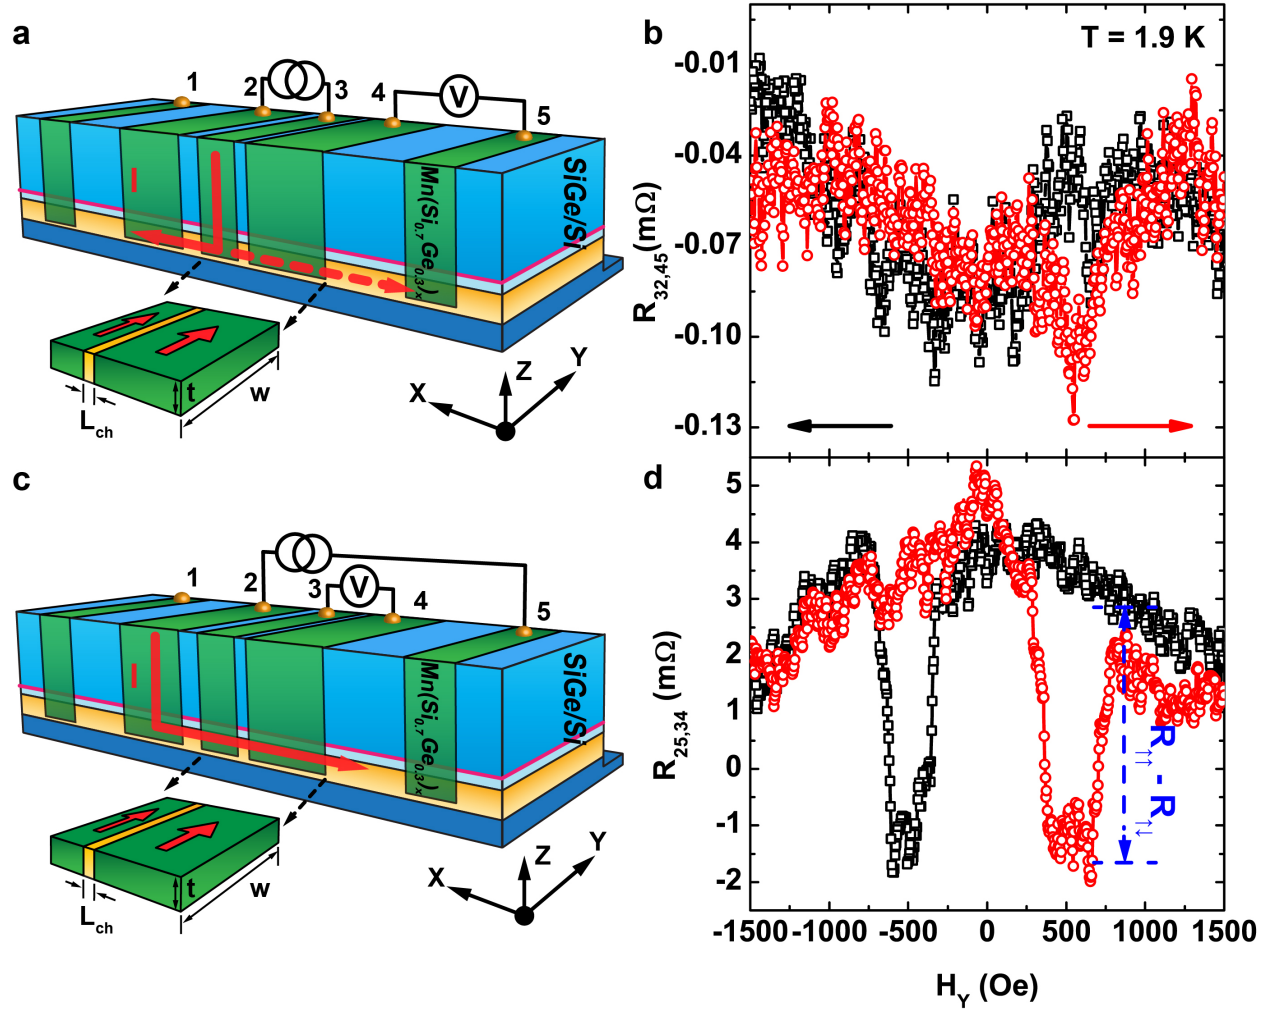 a
1
2
3
4
V
5
I
Mn(Si0.7Ge0.3)x
SiGe/Si
t
w
Lch
X
Z
Y
b
T = 1.9 K
-0.01
-0.04
-0.07
-0.10
-0.13
R32,45 (mΩ)
c
1
2
3
V
4
5
I
Mn(Si0.7Ge0.3)x
SiGe/Si
t
w
Lch
X
Z
Y
d
5
4
3
2
1
0
-1
-2
R25,34 (mΩ)
R↑↑ - R↑↓
-1500 -1000 -500 0 500 1000 1500
HY (Oe)